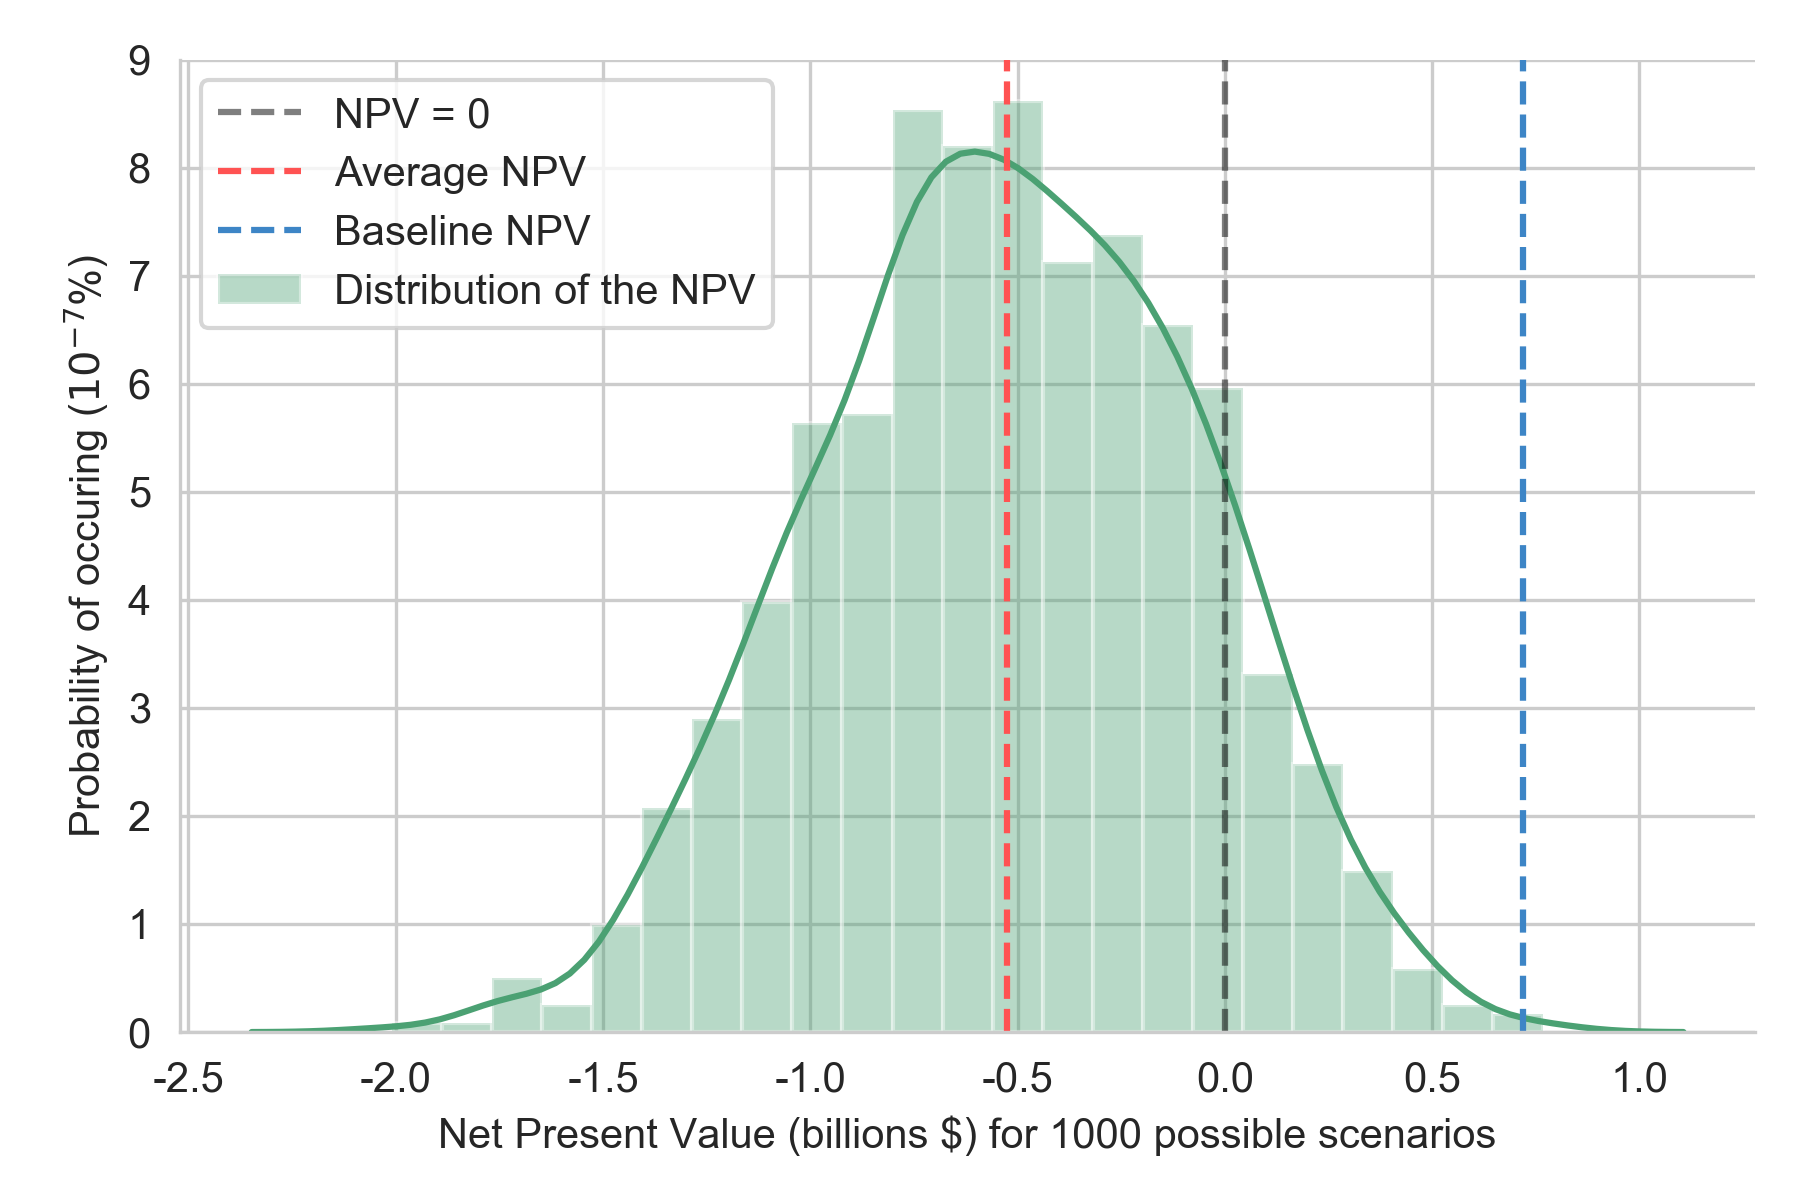 9
8
7
6
5
4
3
2
1
0
Probability of occuring (10⁻⁷%)
NPV = 0
Average NPV
Baseline NPV
Distribution of the NPV
-2.5 -2.0 -1.5 -1.0 -0.5 0.0 0.5 1.0
Net Present Value (billions $) for 1000 possible scenarios